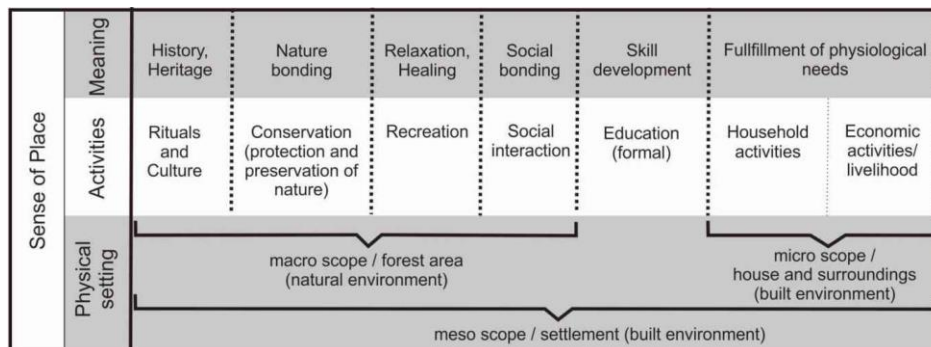 Sense of Place
Meaning
History,
Heritage
Nature
bonding
Relaxation,
Healing
Social
bonding
Skill
development
Fullfillment of physiological
needs
Activities
Rituals
and
Culture
Conservation
(protection and
preservation of
nature)
Recreation
Social
interaction
Education
(formal)
Household
activities
Economic
activities/
livelihood
Physical
setting
macro scope / forest area
(natural environment)
micro scope /
house and surroundings
(built environment)
meso scope / settlement (built environment)